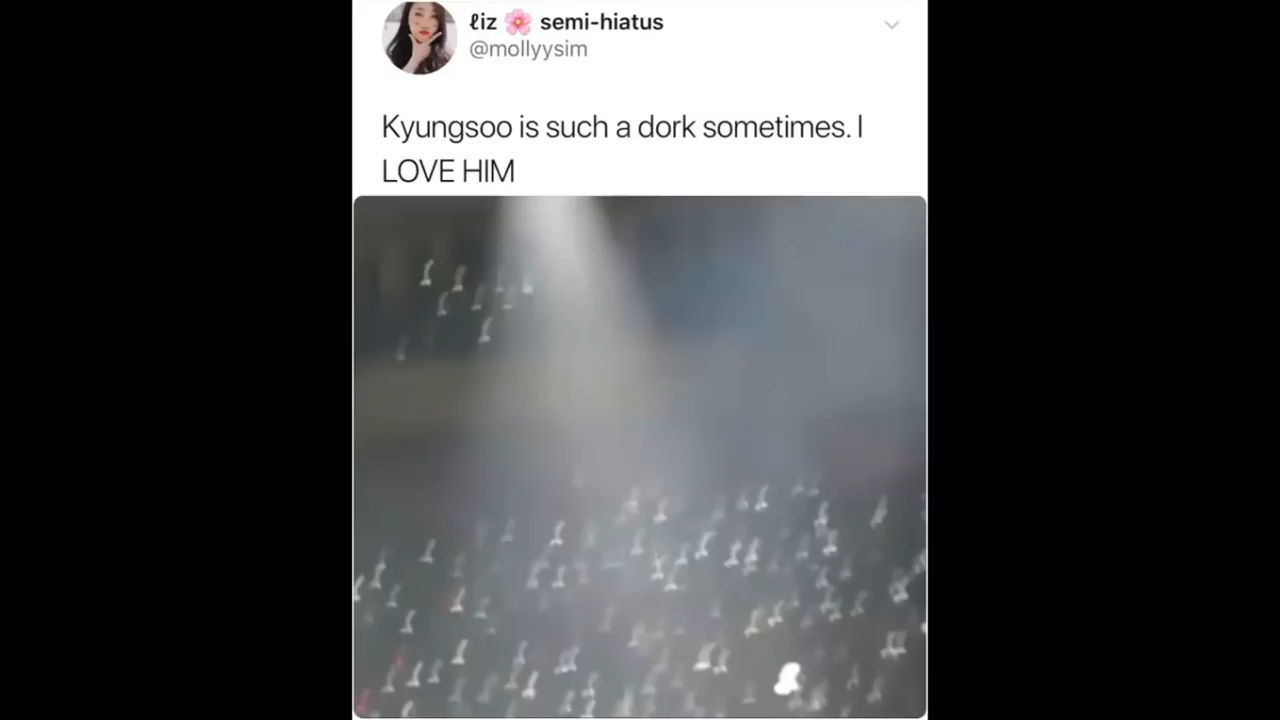 ℓiz 🌸 semi-hiatus
@mollyysim
Kyungsoo is such a dork sometimes. I
LOVE HIM